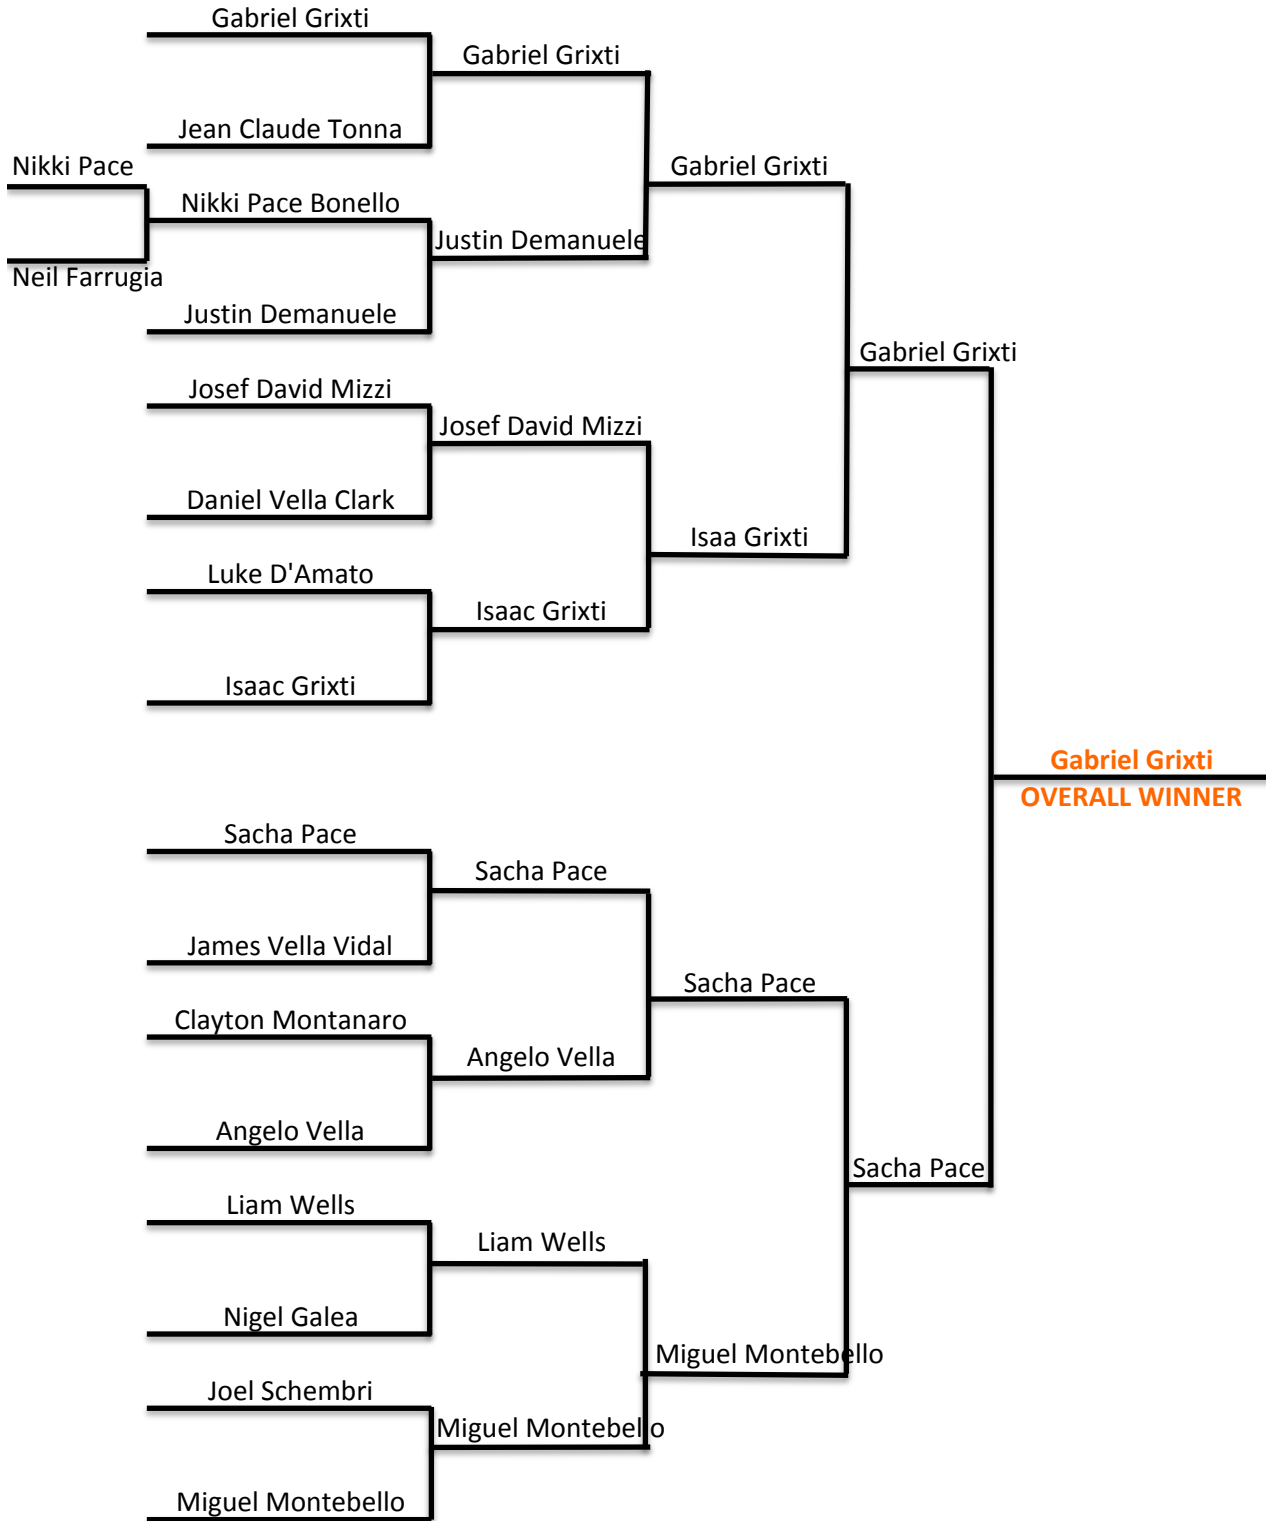 Gabriel Grixti
Gabriel Grixti
Jean Claude Tonna
Nikki Pace
Gabriel Grixti
Nikki Pace Bonello
Justin Demanuele
Neil Farrugia
Justin Demanuele
Gabriel Grixti
Josef David Mizzi
Josef David Mizzi
Daniel Vella Clark
Isaa Grixti
Luke D'Amato
Isaac Grixti
Isaac Grixti
Gabriel Grixti
OVERALL WINNER
Sacha Pace
Sacha Pace
James Vella Vidal
Sacha Pace
Clayton Montanaro
Angelo Vella
Angelo Vella
Sacha Pace
Liam Wells
Liam Wells
Nigel Galea
Miguel Montebello
Joel Schembri
Miguel Montebello
Miguel Montebello